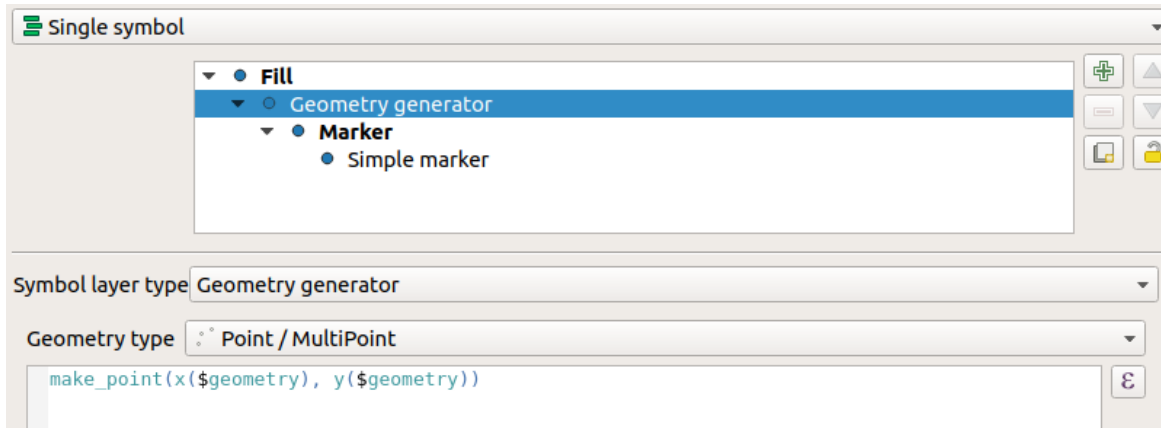 Single symbol
Fill
Geometry generator
Marker
Simple marker
Symbol layer type Geometry generator
Geometry type Point / MultiPoint
make_point(x($geometry), y($geometry))
ε